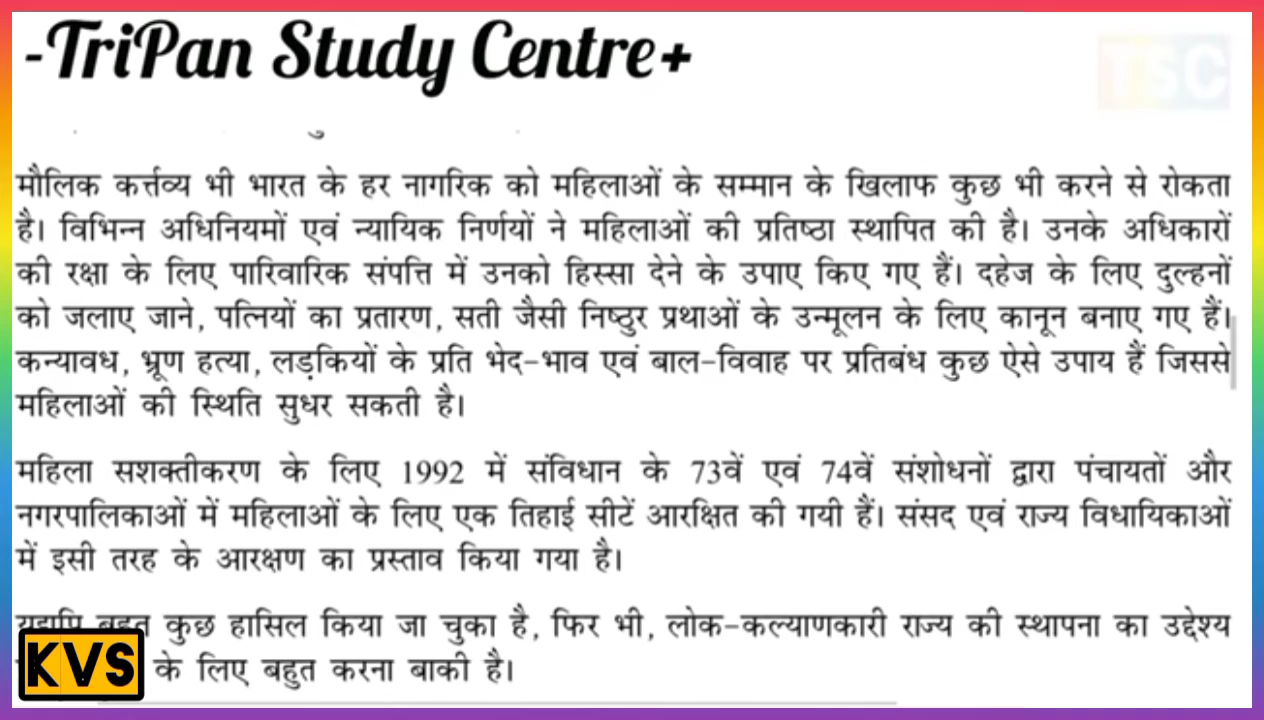 -TriPan Study Centre+
TSC
मौलिक कर्त्तव्य भी भारत के हर नागरिक को महिलाओं के सम्मान के खिलाफ कुछ भी करने से रोकता
है। विभिन्न अधिनियमों एवं न्यायिक निर्णयों ने महिलाओं की प्रतिष्ठा स्थापित की है। उनके अधिकारों
की रक्षा के लिए पारिवारिक संपत्ति में उनको हिस्सा देने के उपाए किए गए हैं। दहेज के लिए दुल्हनों
को जलाए जाने, पत्नियों का प्रतारण, सती जैसी निष्ठुर प्रथाओं के उन्मूलन के लिए कानून बनाए गए हैं।
कन्यावध, भ्रूण हत्या, लड़कियों के प्रति भेद-भाव एवं बाल-विवाह पर प्रतिबंध कुछ ऐसे उपाय हैं जिससे
महिलाओं की स्थिति सुधर सकती है।
महिला सशक्तीकरण के लिए 1992 में संविधान के 73वें एवं 74वें संशोधनों द्वारा पंचायतों और
नगरपालिकाओं में महिलाओं के लिए एक तिहाई सीटें आरक्षित की गयी हैं। संसद एवं राज्य विधायिकाओं
में इसी तरह के आरक्षण का प्रस्ताव किया गया है।
यद्यपि बहुत कुछ हासिल किया जा चुका है, फिर भी, लोक-कल्याणकारी राज्य की स्थापना का उद्देश्य
के लिए बहुत करना बाकी है।
KVS